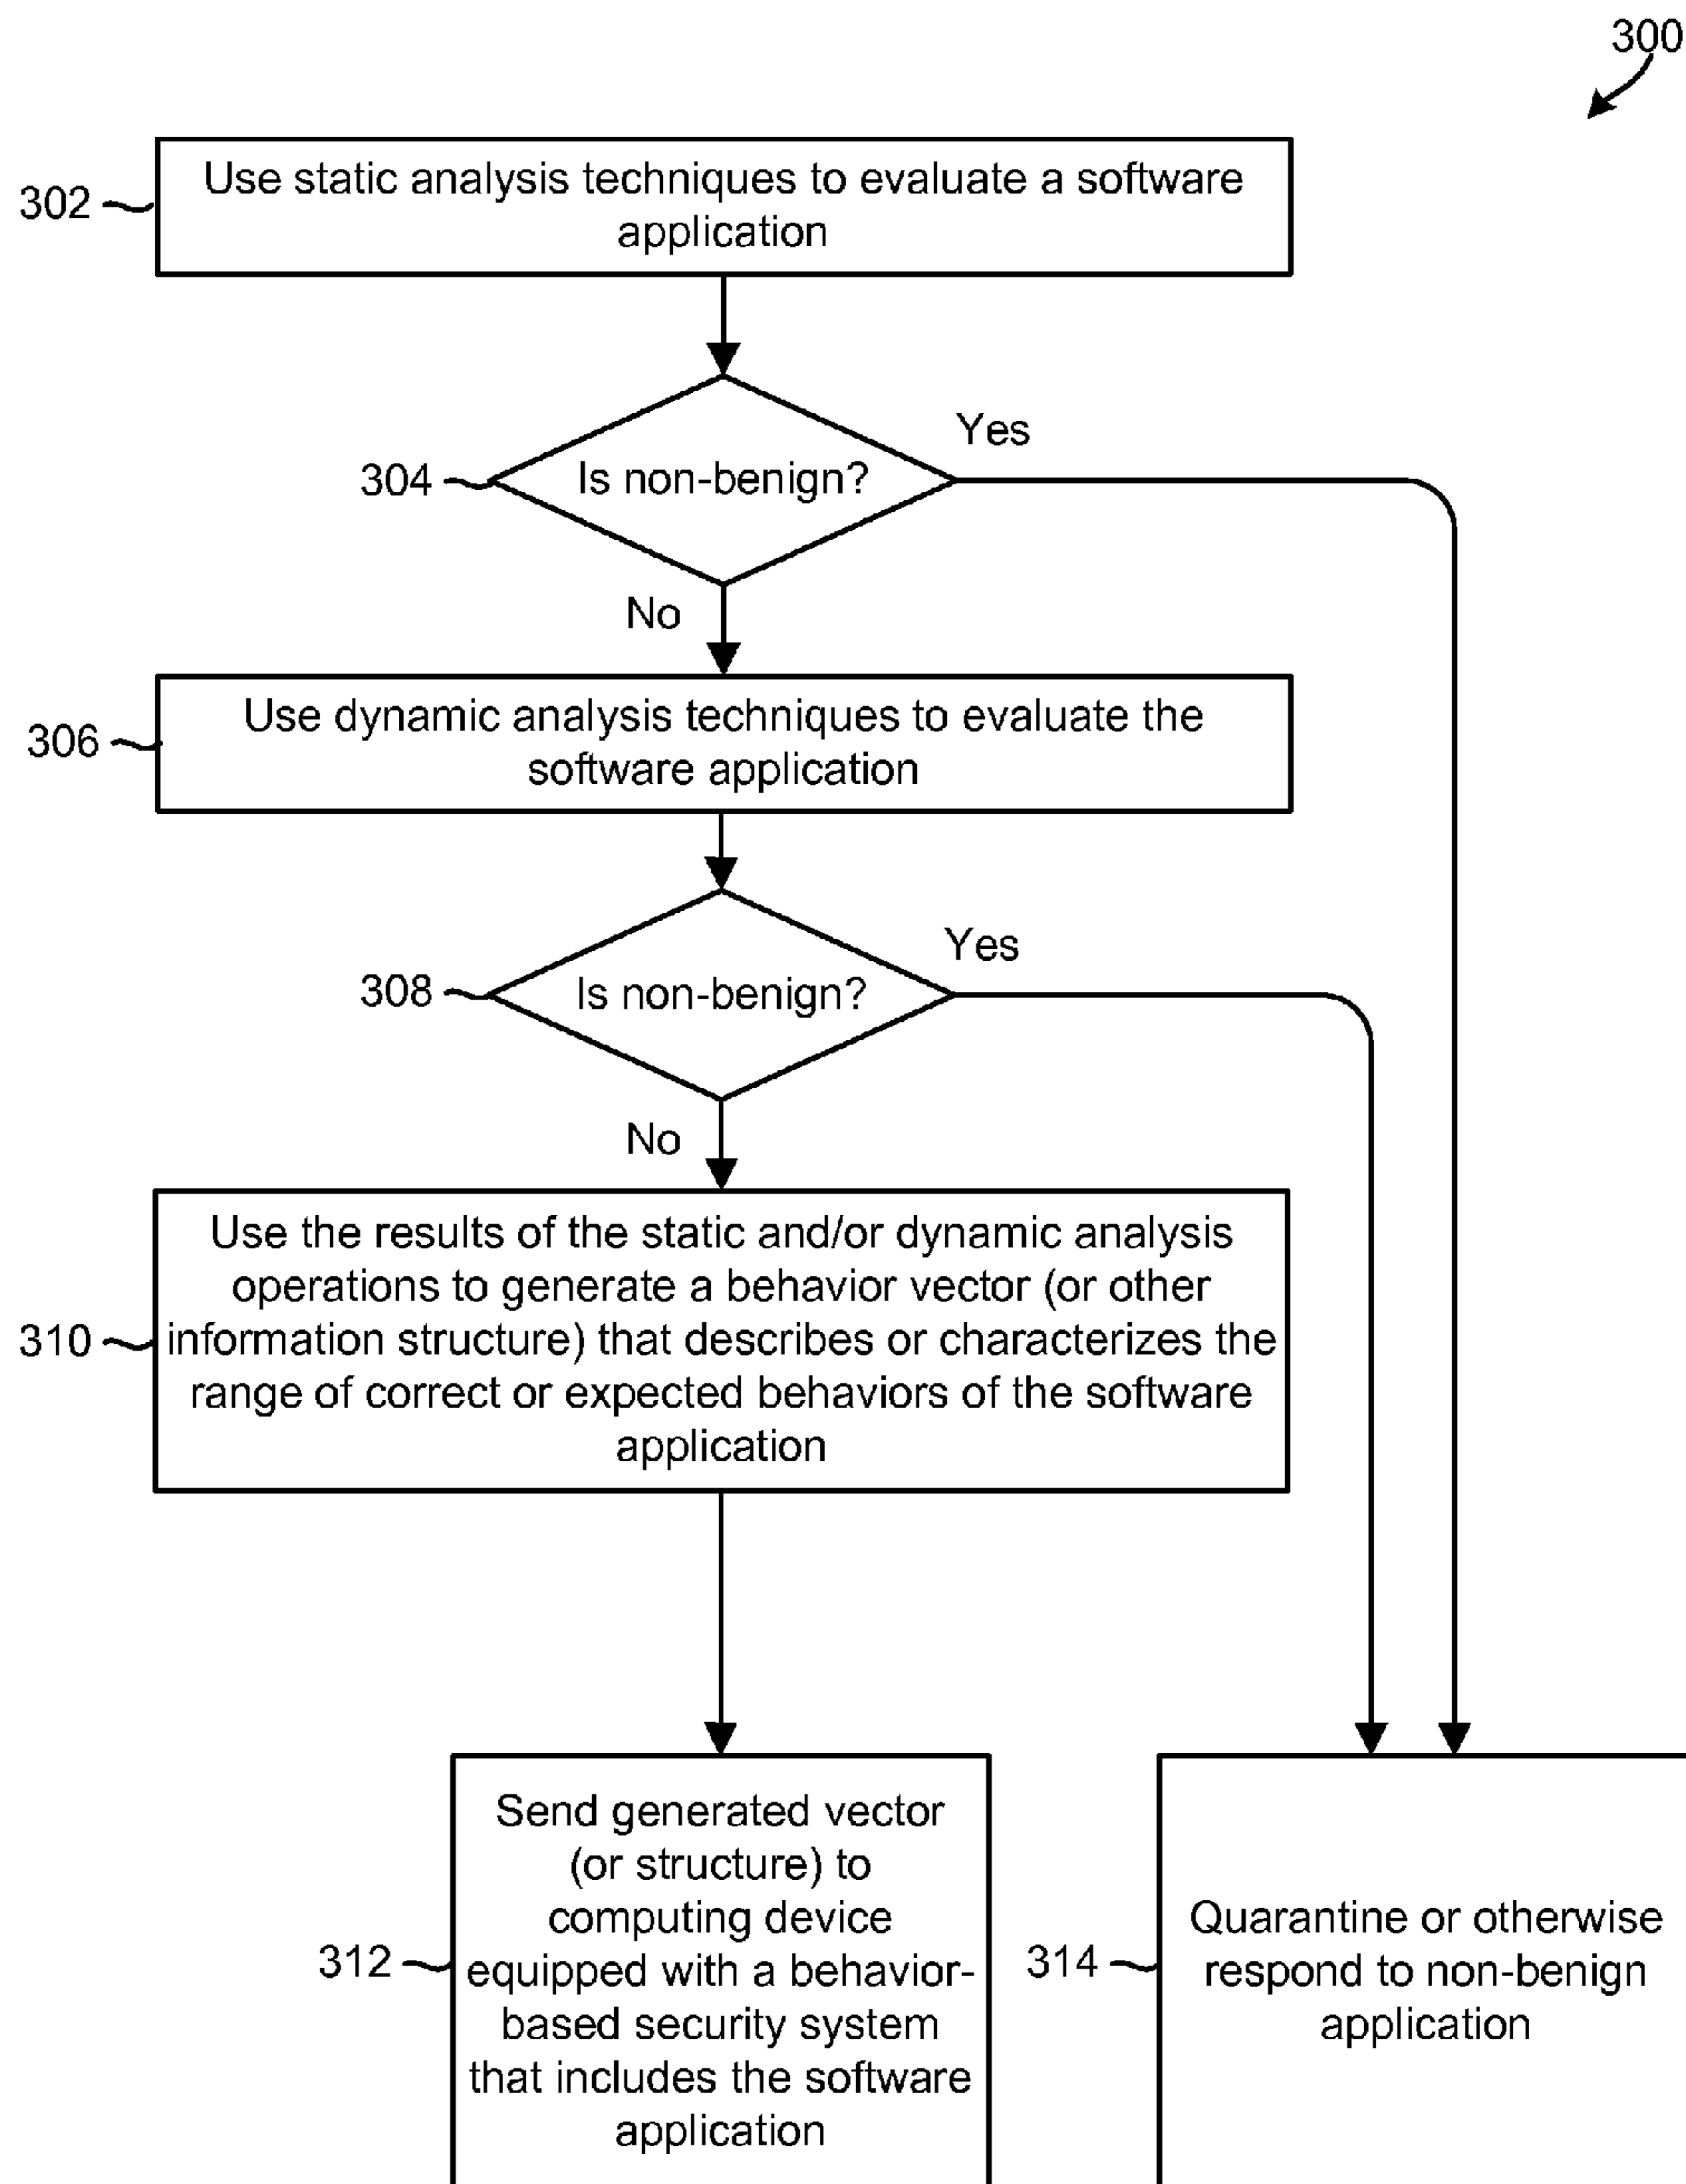 300
302
Use static analysis techniques to evaluate a software
application
Yes
304
Is non-benign?
No
306
Use dynamic analysis techniques to evaluate the
software application
Yes
308
Is non-benign?
No
310
Use the results of the static and/or dynamic analysis
operations to generate a behavior vector (or other
information structure) that describes or characterizes the
range of correct or expected behaviors of the software
application
312
Send generated vector
(or structure) to
computing device
equipped with a behavior-
based security system
that includes the software
application
314
Quarantine or otherwise
respond to non-benign
application